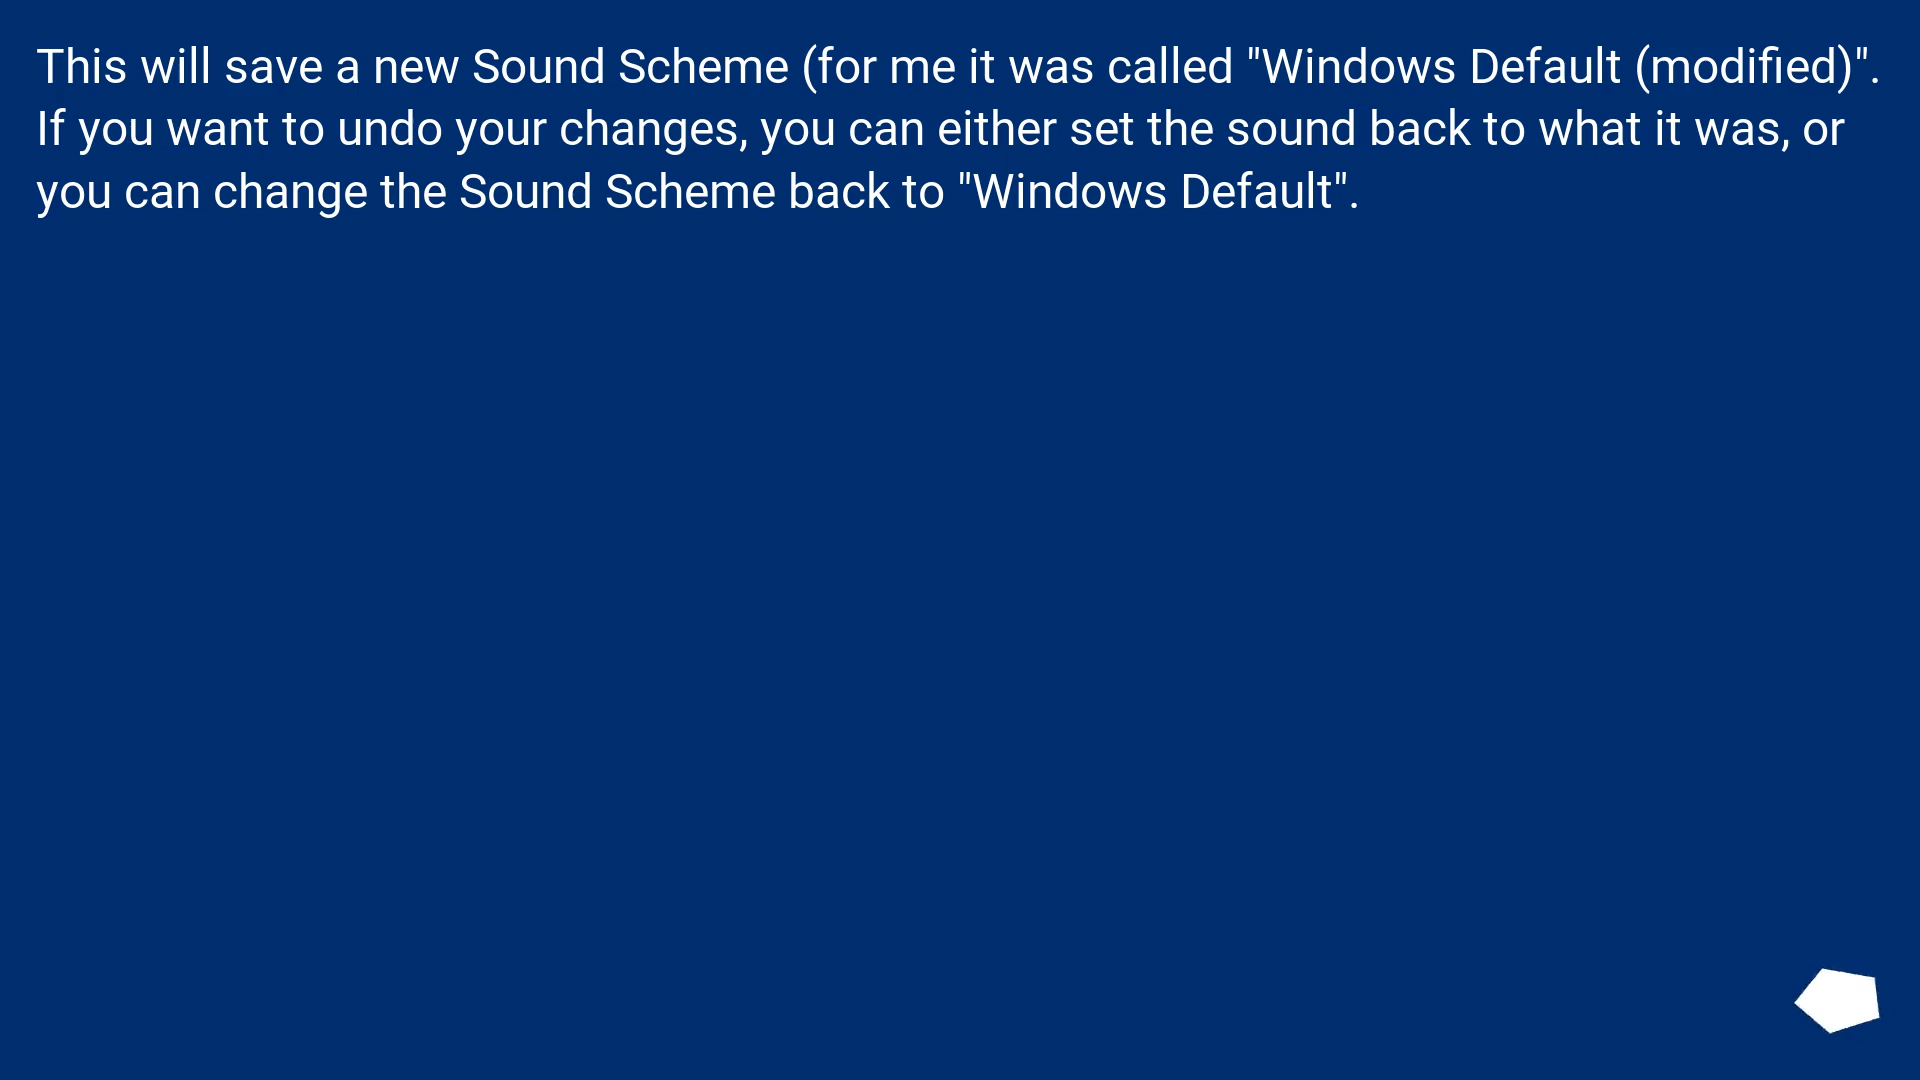 This will save a new Sound Scheme (for me it was called "Windows Default (modified)".
If you want to undo your changes, you can either set the sound back to what it was, or
you can change the Sound Scheme back to "Windows Default".